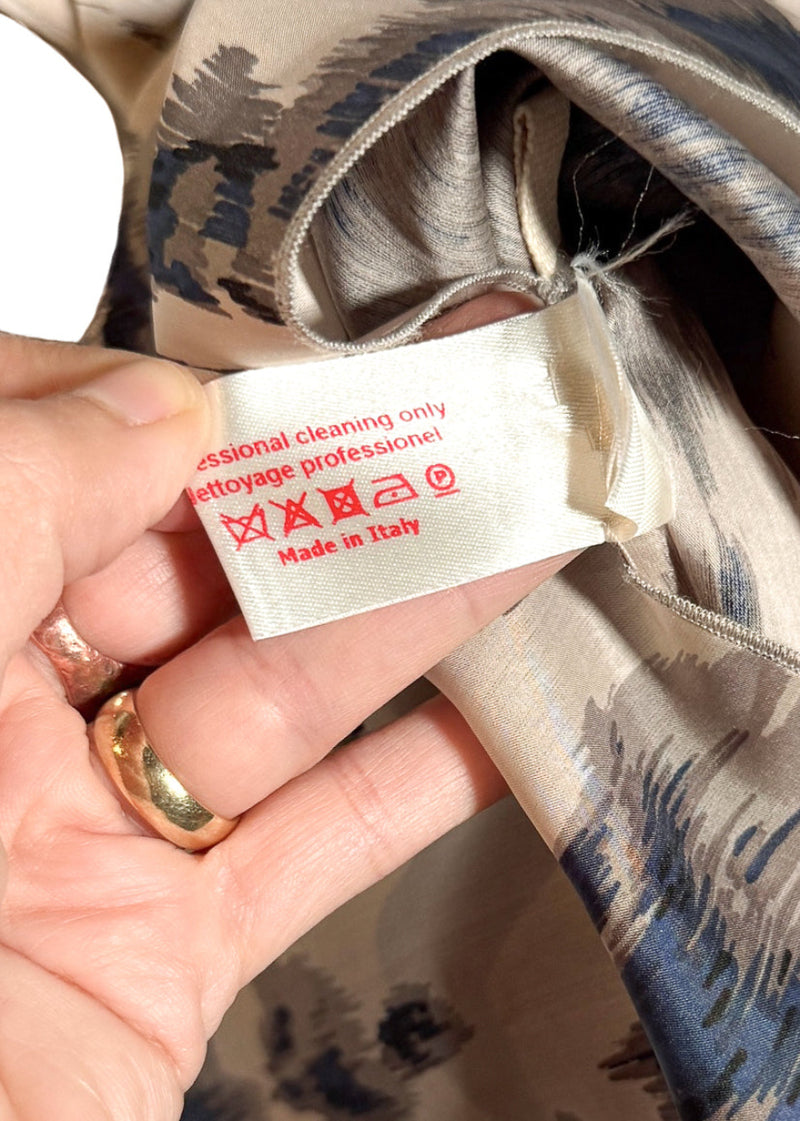 essional cleaning only
ettoyage professionel
P
Made in Italy